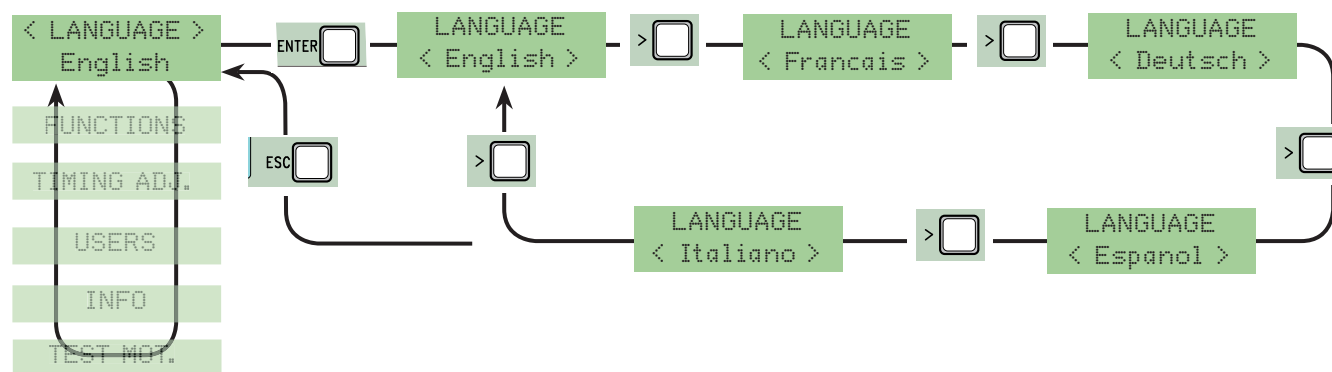 < LANGUAGE >
English
ENTER
LANGUAGE
< English >
>
LANGUAGE
< Francais >
>
LANGUAGE
< Deutsch >
>
LANGUAGE
< Espanol >
>
LANGUAGE
< Italiano >
>
ESC
FUNCTIONS
TIMING ADJ.
USERS
INFO
TEST MOT.